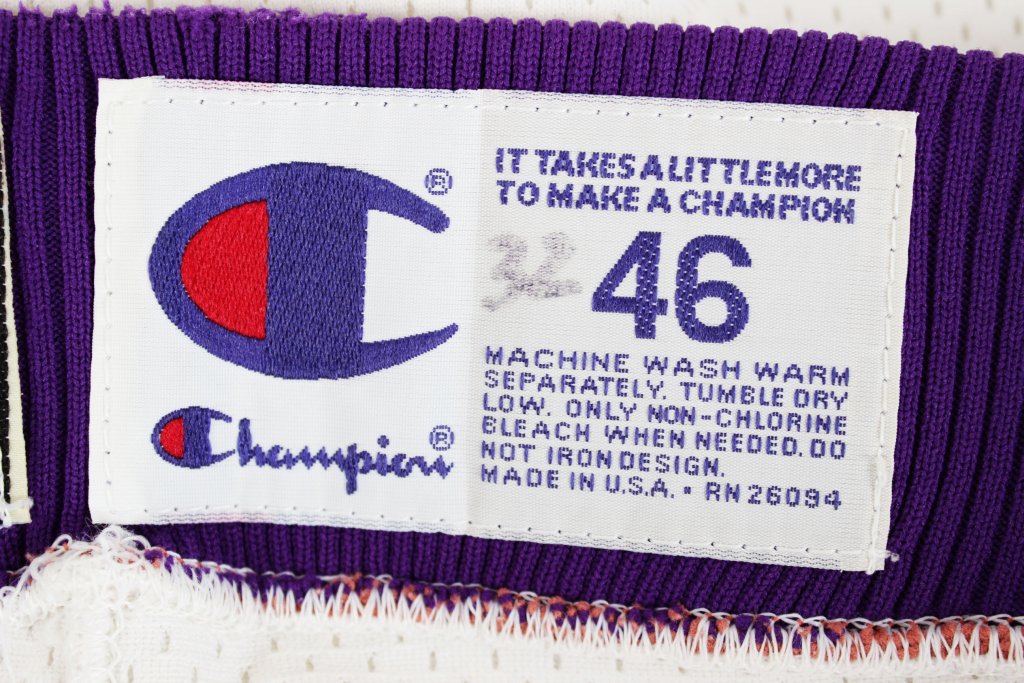 ®
Champion®
IT TAKES A LITTLE MORE
TO MAKE A CHAMPION
46
MACHINE WASH WARM
SEPARATELY. TUMBLE DRY
LOW. ONLY NON-CHLORINE
BLEACH WHEN NEEDED. DO
NOT IRON DESIGN.
MADE IN U.S.A. • RN 26094